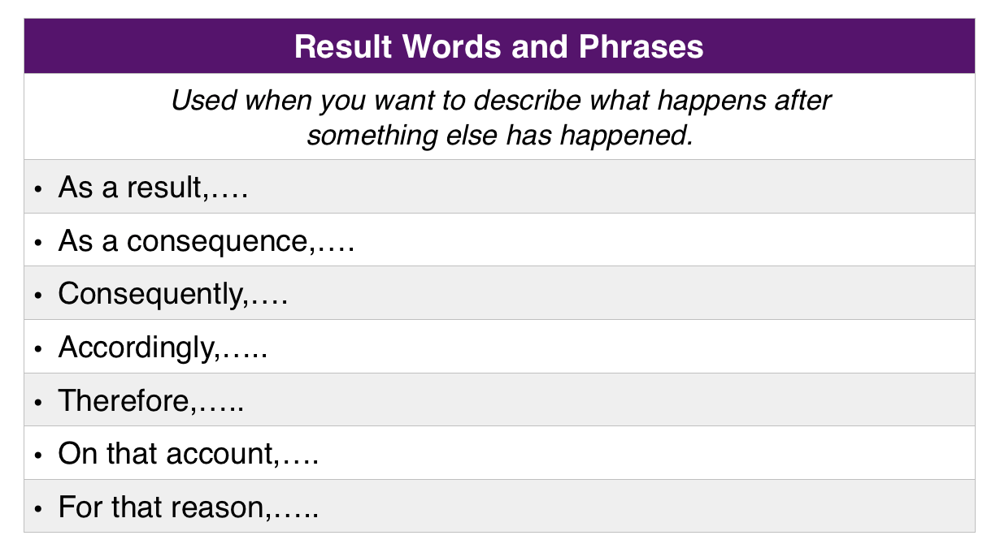 Result Words and Phrases
Used when you want to describe what happens after
something else has happened.
• As a result,….
• As a consequence,….
• Consequently,….
• Accordingly,…..
• Therefore,…..
• On that account,….
• For that reason,…..